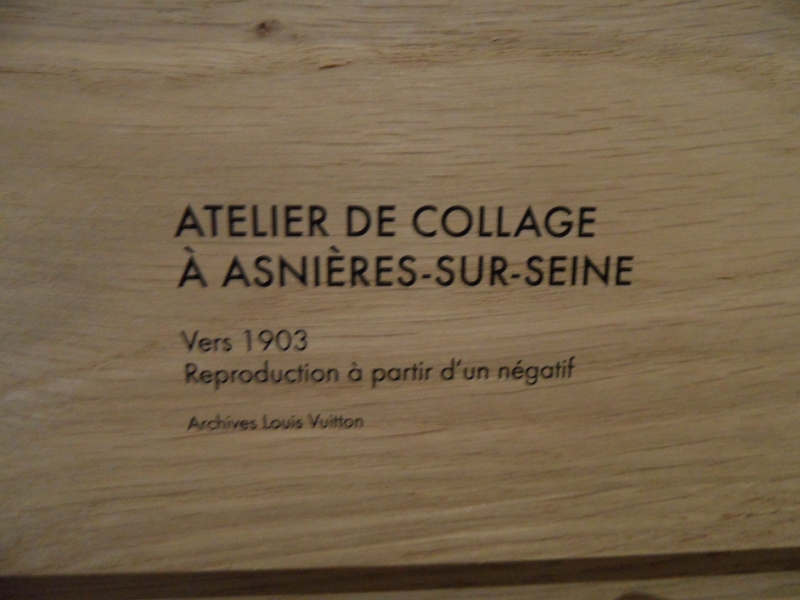 ATELIER DE COLLAGE
À ASNIÈRES-SUR-SEINE
Vers 1903
Reproduction à partir d'un négatif
Archives Louis Vuitton